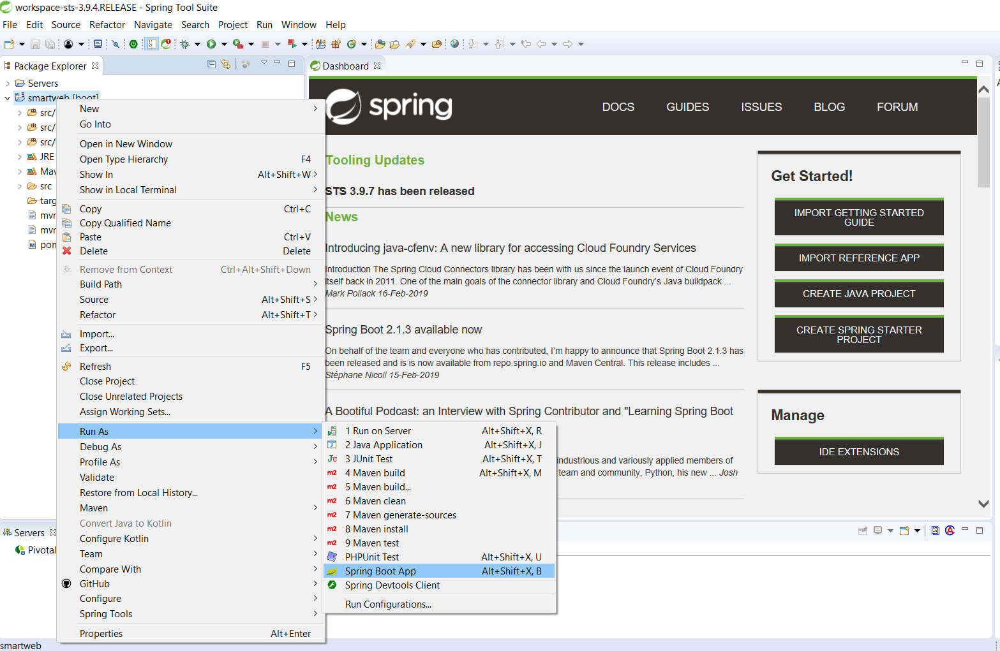 workspace-sts-3.9.4.RELEASE - Spring Tool Suite
File Edit Source Refactor Navigate Search Project Run Window Help
Package Explorer
Servers
smartweb [boot]
src/
src/
src/
JRE
Mav
src
targ
mvr
mvr
pon
New
Go Into
Open in New Window
Open Type Hierarchy F4
Show In Alt+Shift+W
Show in Local Terminal
Copy Ctrl+C
Copy Qualified Name
Paste Ctrl+V
Delete Delete
Remove from Context Ctrl+Alt+Shift+Down
Build Path
Source Alt+Shift+S
Refactor Alt+Shift+T
Import...
Export...
Refresh F5
Close Project
Close Unrelated Projects
Assign Working Sets...
Run As
Debug As
Profile As
Validate
Restore from Local History...
Maven
Convert Java to Kotlin
Configure Kotlin
Team
Compare With
GitHub
Configure
Spring Tools
Properties Alt+Enter
1 Run on Server Alt+Shift+X, R
2 Java Application Alt+Shift+X, J
3 JUnit Test Alt+Shift+X, T
4 Maven build Alt+Shift+X, M
5 Maven build...
6 Maven clean
7 Maven generate-sources
8 Maven install
9 Maven test
PHPUnit Test Alt+Shift+X, U
Spring Boot App Alt+Shift+X, B
Spring Devtools Client
Run Configurations...
Dashboard
spring
DOCS GUIDES ISSUES BLOG FORUM
Tooling Updates
STS 3.9.7 has been released
News
Introducing java-cfenv: A new library for accessing Cloud Foundry Services
Introduction The Spring Cloud Connectors library has been with us since the launch event of Cloud Foundry
itself back in 2011. One of the main goals of the connector library and Cloud Foundry's Java buildpack ...
Mark Pollack 16-Feb-2019
Spring Boot 2.1.3 available now
On behalf of the team and everyone who has contributed, I'm happy to announce that Spring Boot 2.1.3 has
been released and is is now available from repo.spring.io and Maven Central. This release includes ...
Stéphane Nicoll 15-Feb-2019
A Bootiful Podcast: an Interview with Spring Contributor and "Learning Spring Boot
industrious and variously applied members of
team and community, Python, his new ... Josh
Get Started!
IMPORT GETTING STARTED
GUIDE
IMPORT REFERENCE APP
CREATE JAVA PROJECT
CREATE SPRING STARTER
PROJECT
Manage
IDE EXTENSIONS
Servers
Pivotal
smartweb